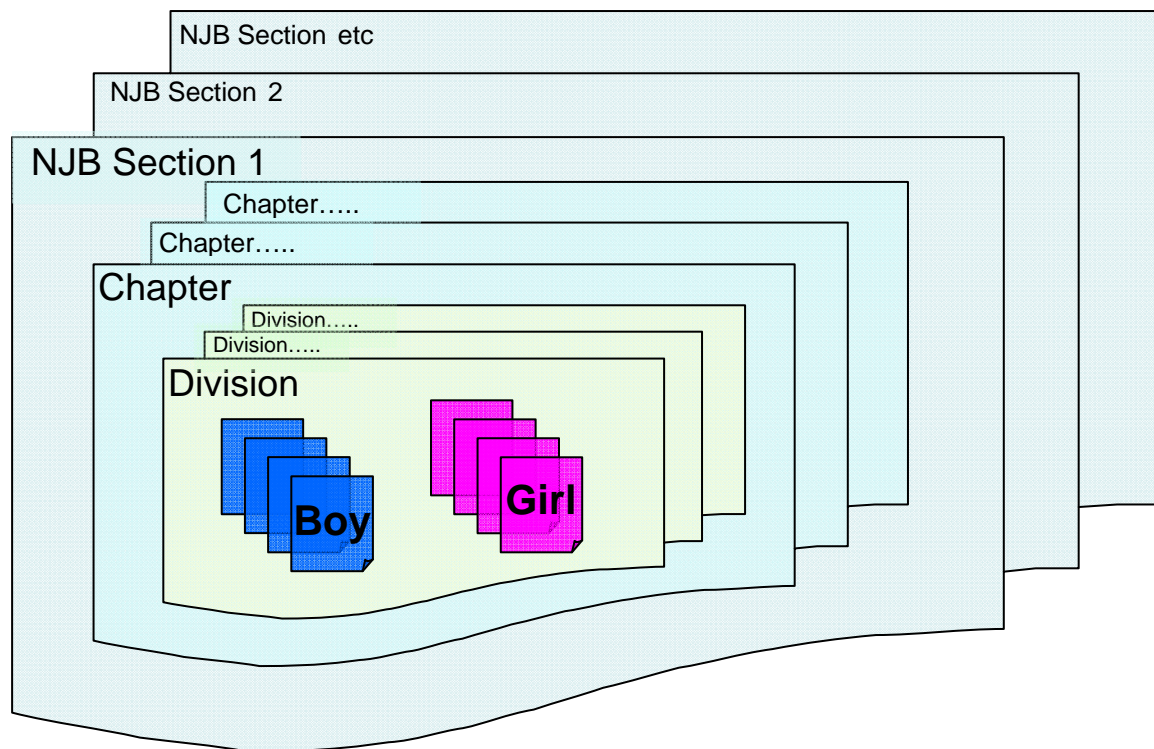 NJB Section etc
NJB Section 2
NJB Section 1
Chapter…..
Chapter…..
Chapter
Division…..
Division…..
Division
Boy
Girl